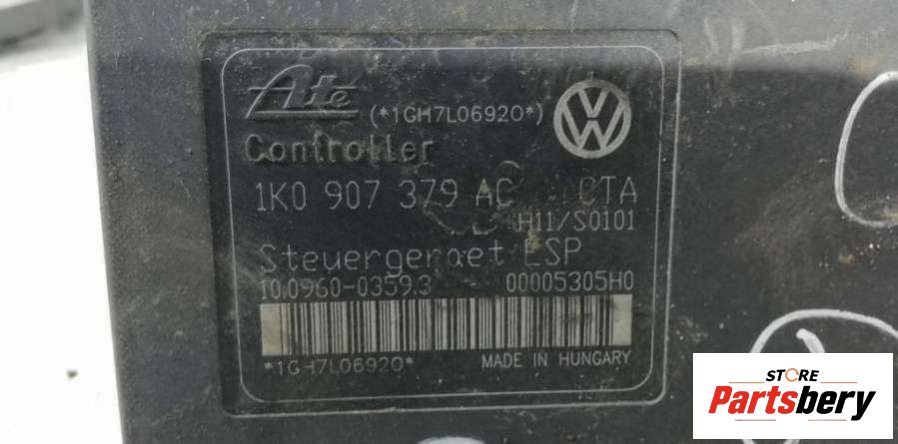 Ate (*1GH7L06920*)
Controller
1K0 907 379 AC CTA
H11/S0101
Steuergeraet ESP
10.0960-0359.3 00005305H0
*1GH7L06920* MADE IN HUNGARY
STORE
Partsbery